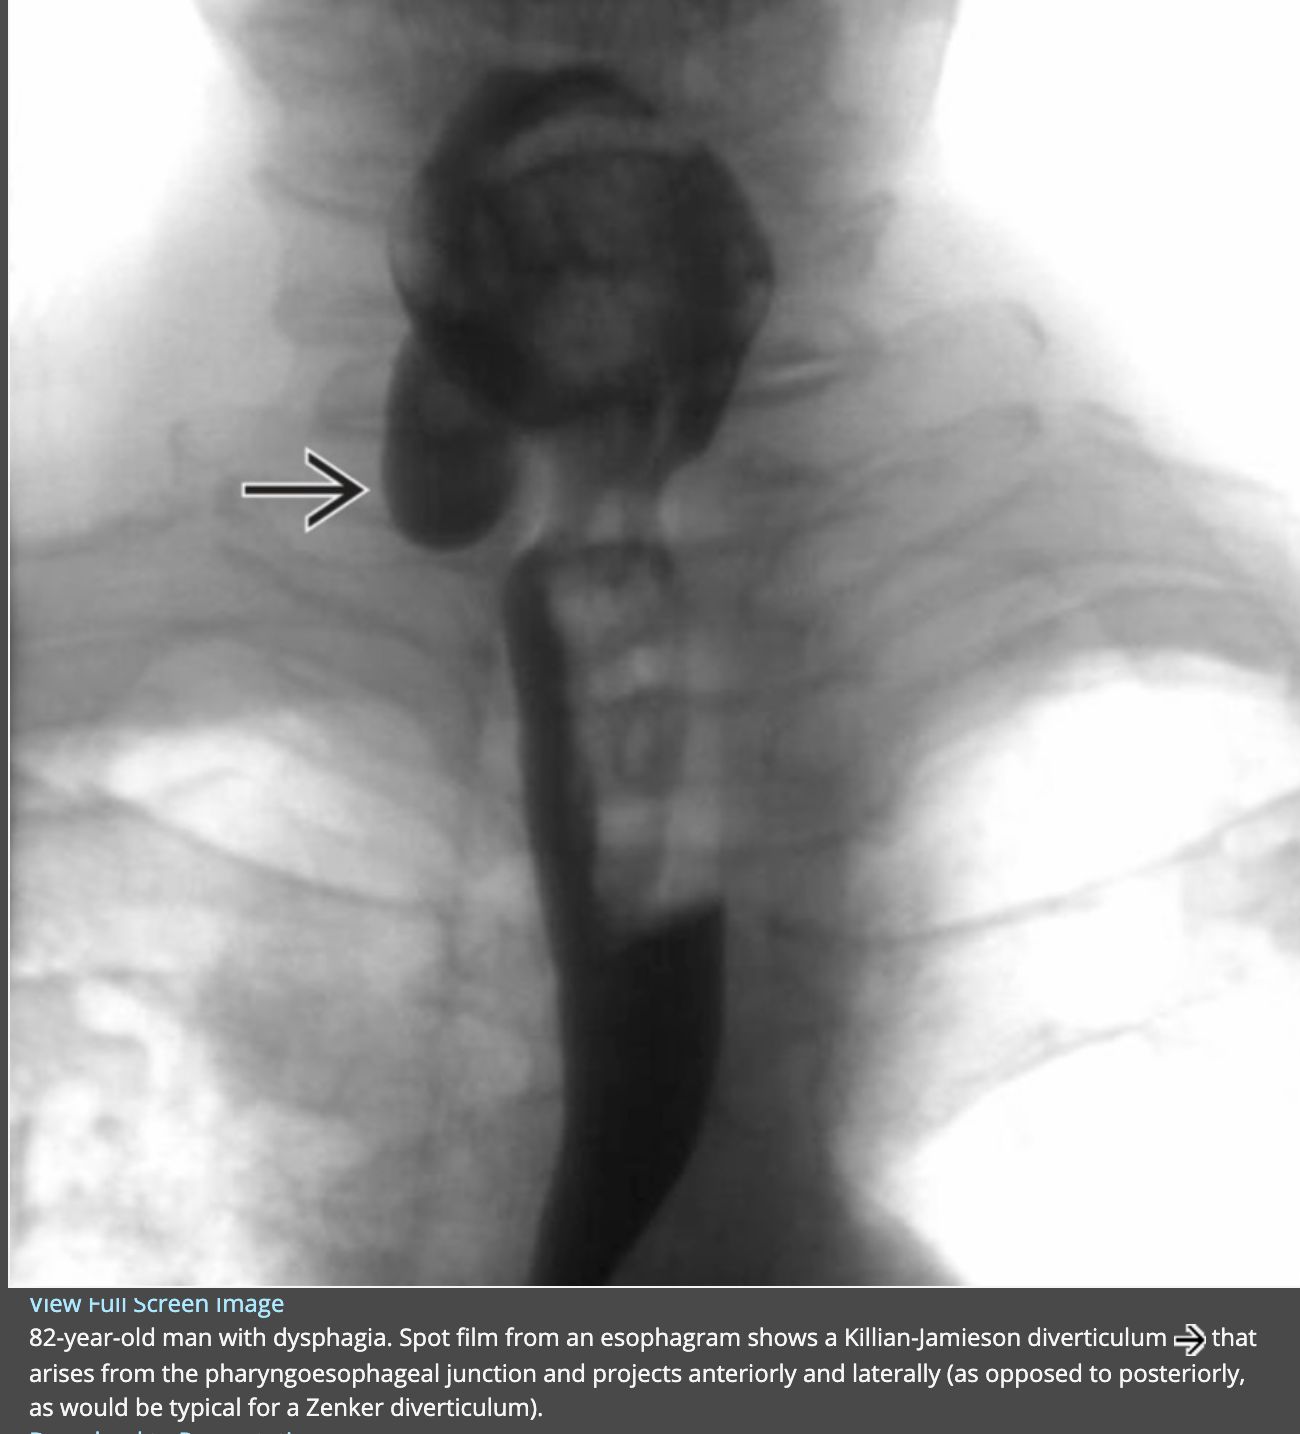 View Full Screen Image
82-year-old man with dysphagia. Spot film from an esophagram shows a Killian-Jamieson diverticulum that
arises from the pharyngoesophageal junction and projects anteriorly and laterally (as opposed to posteriorly,
as would be typical for a Zenker diverticulum).